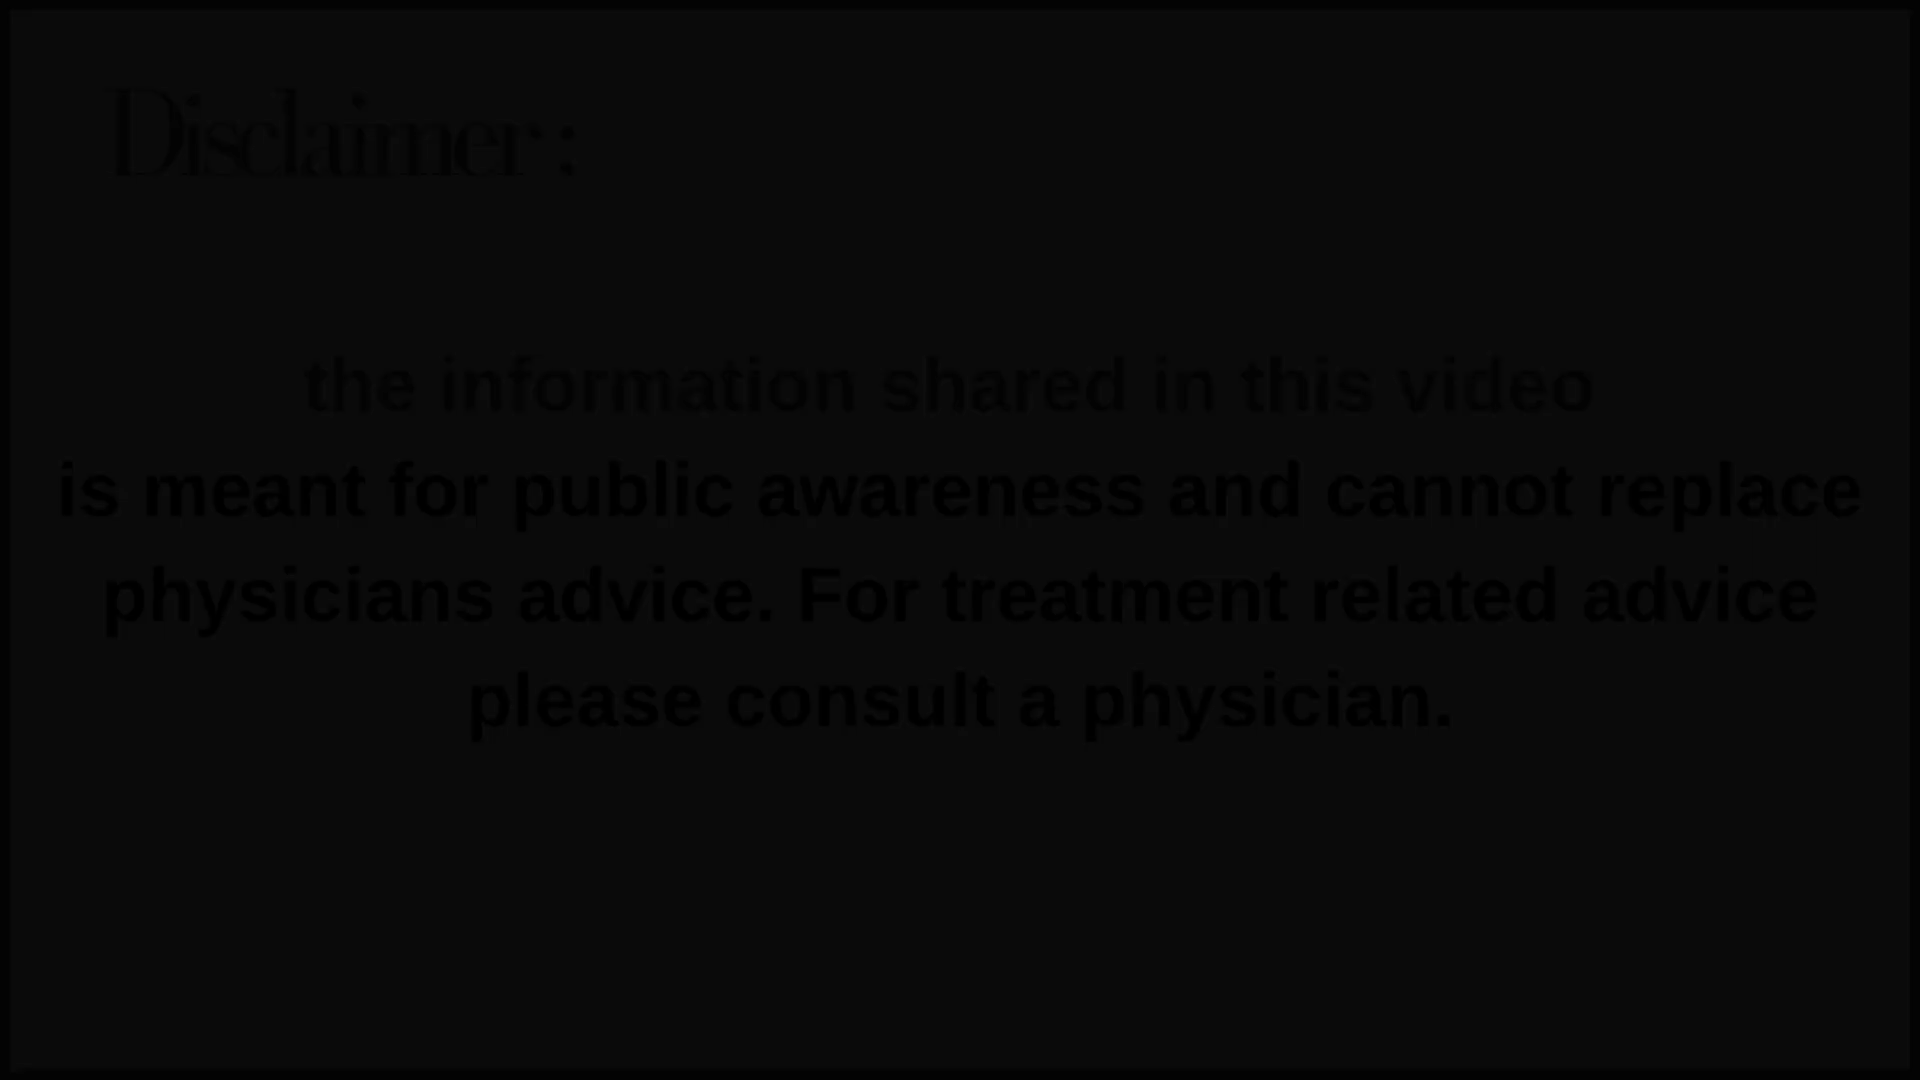 Disclaimer :
the information shared in this video
is meant for public awareness and cannot replace
physicians advice. For treatment related advice
please consult a physician.